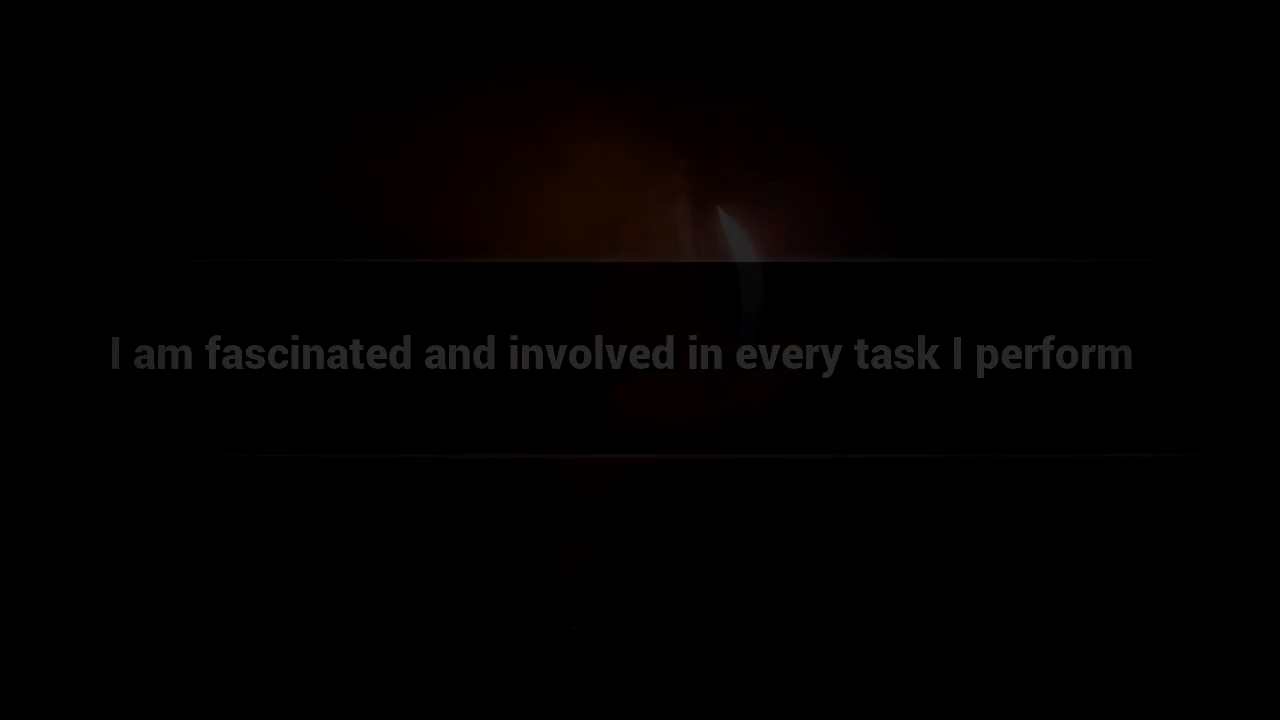 I am fascinated and involved in every task I perform